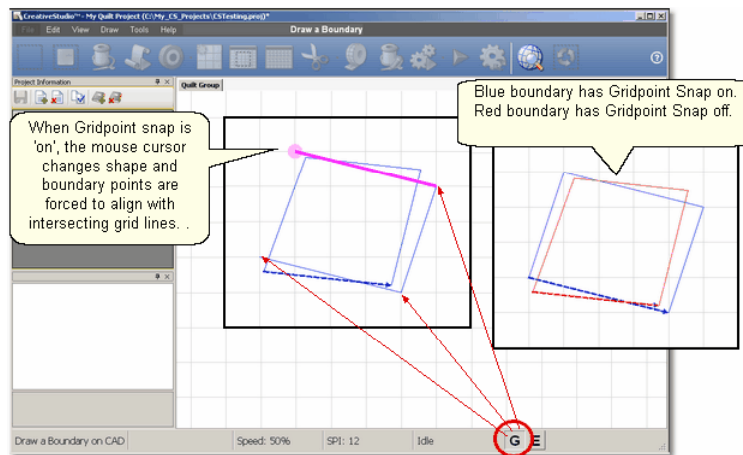 CreativeStudio™ - My Quilt Project (C:\My_CS_Projects\CSTesting.proj)*
File Edit View Draw Tools Help
Draw a Boundary
Project Information
Quilt Group
When Gridpoint snap is
'on', the mouse cursor
changes shape and
boundary points are
forced to align with
intersecting grid lines. .
Blue boundary has Gridpoint Snap on.
Red boundary has Gridpoint Snap off.
Draw a Boundary on CAD
Speed: 50%
SPI: 12
Idle
G E